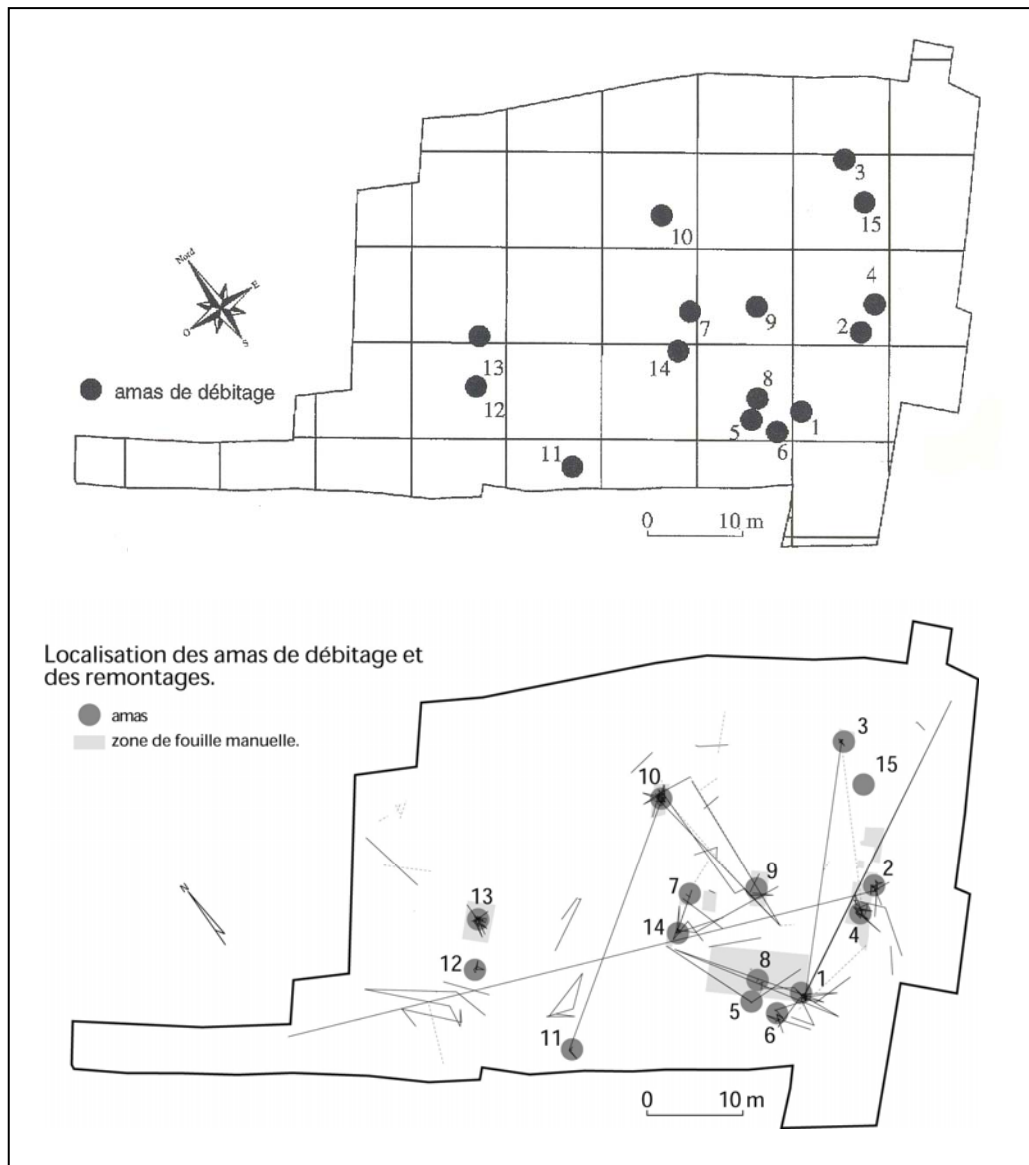 3
15
10
4
Nord
E
O
S
7
9
2
13
14
amas de débitage
12
8
5
1
6
11
0 10 m
Localisation des amas de débitage et
des remontages.
amas
zone de fouille manuelle.
3
15
10
2
9
7
N
13
4
14
12
8
1
5
6
11
0 10 m